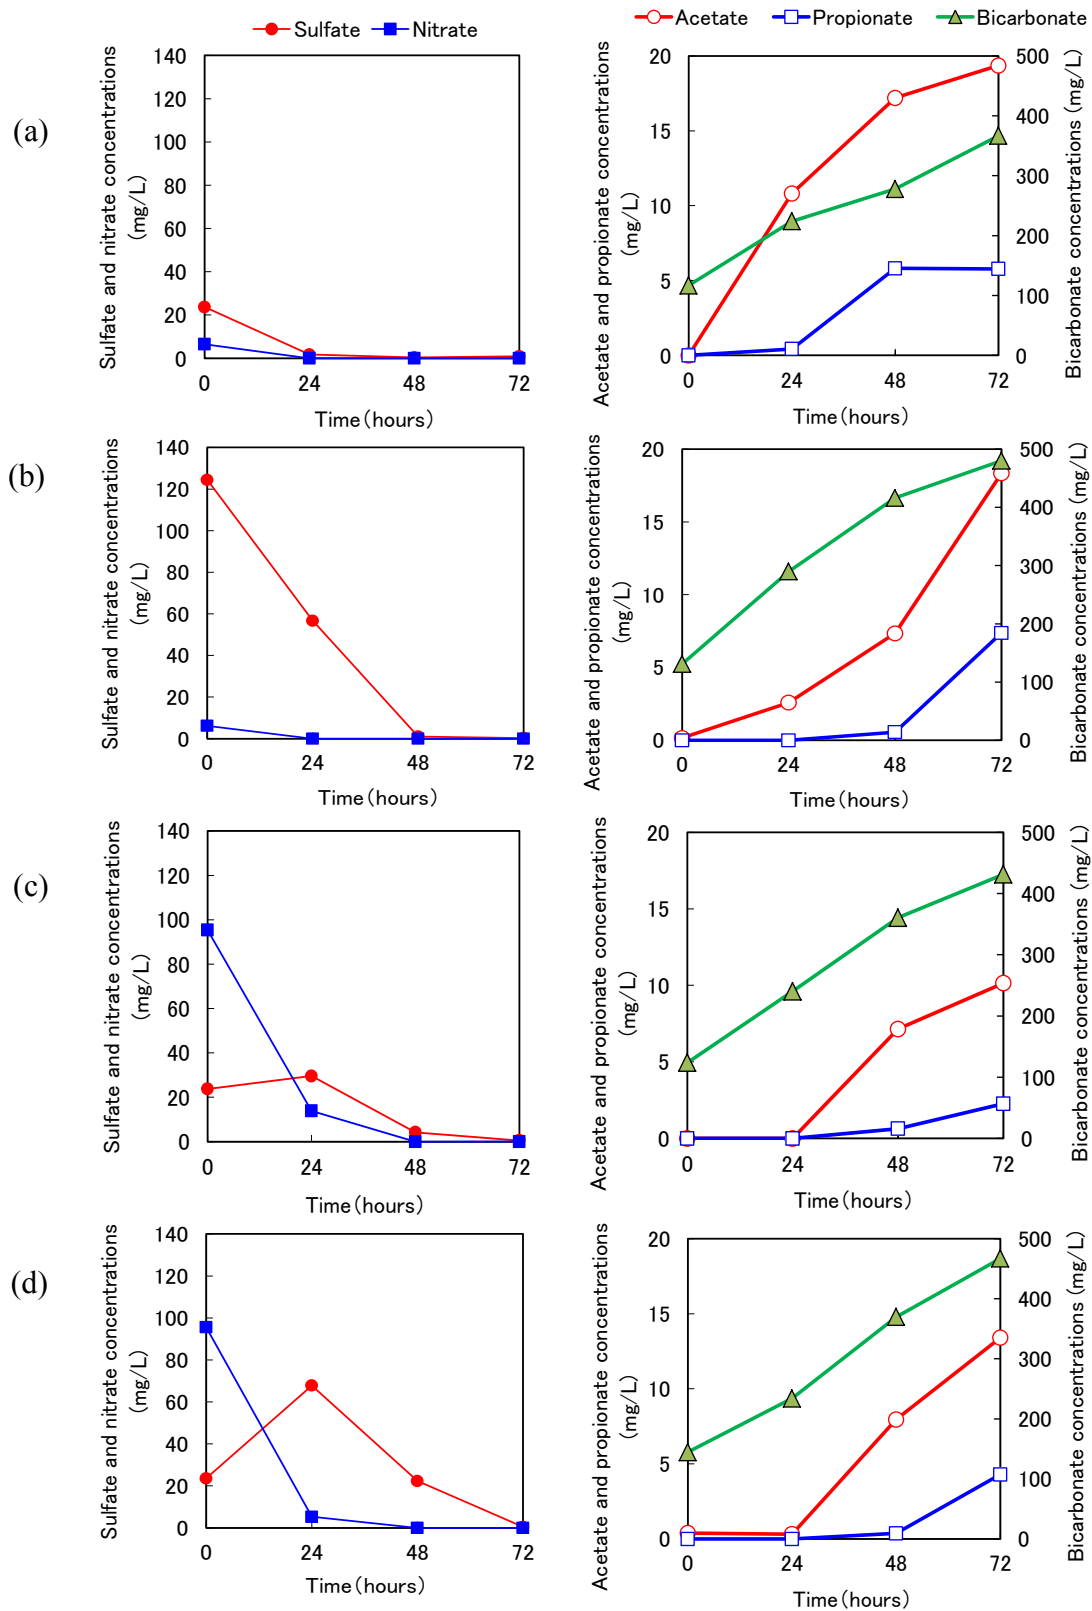 Sulfate Nitrate
Acetate Propionate Bicarbonate
(a)
Sulfate and nitrate concentrations
(mg/L)
140
120
100
80
60
40
20
0
0 24 48 72
Time(hours)
Acetate and propionate concentrations
(mg/L)
20
15
10
5
0
500
400
300
200
100
0
Bicarbonate concentrations (mg/L)
0 24 48 72
Time(hours)
(b)
Sulfate and nitrate concentrations
(mg/L)
140
120
100
80
60
40
20
0
0 24 48 72
Time(hours)
Acetate and propionate concentrations
(mg/L)
20
15
10
5
0
500
400
300
200
100
0
Bicarbonate concentrations (mg/L)
0 24 48 72
Time(hours)
(c)
Sulfate and nitrate concentrations
(mg/L)
140
120
100
80
60
40
20
0
0 24 48 72
Time(hours)
Acetate and propionate concentrations
(mg/L)
20
15
10
5
0
500
400
300
200
100
0
Bicarbonate concentrations (mg/L)
0 24 48 72
Time(hours)
(d)
Sulfate and nitrate concentrations
(mg/L)
140
120
100
80
60
40
20
0
0 24 48 72
Time(hours)
Acetate and propionate concentrations
(mg/L)
20
15
10
5
0
500
400
300
200
100
0
Bicarbonate concentrations (mg/L)
0 24 48 72
Time(hours)